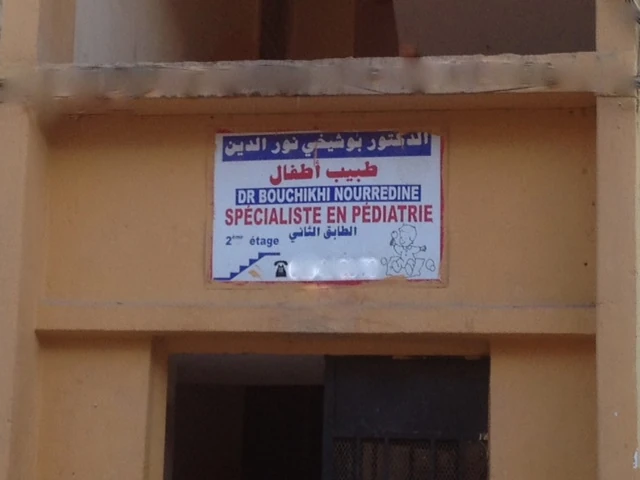 الدكتور بوشيخي نور الدين
طبيب أطفال
DR BOUCHIKHI NOURREDINE
SPÉCIALISTE EN PÉDIATRIE
الطابق الثاني
2ème étage